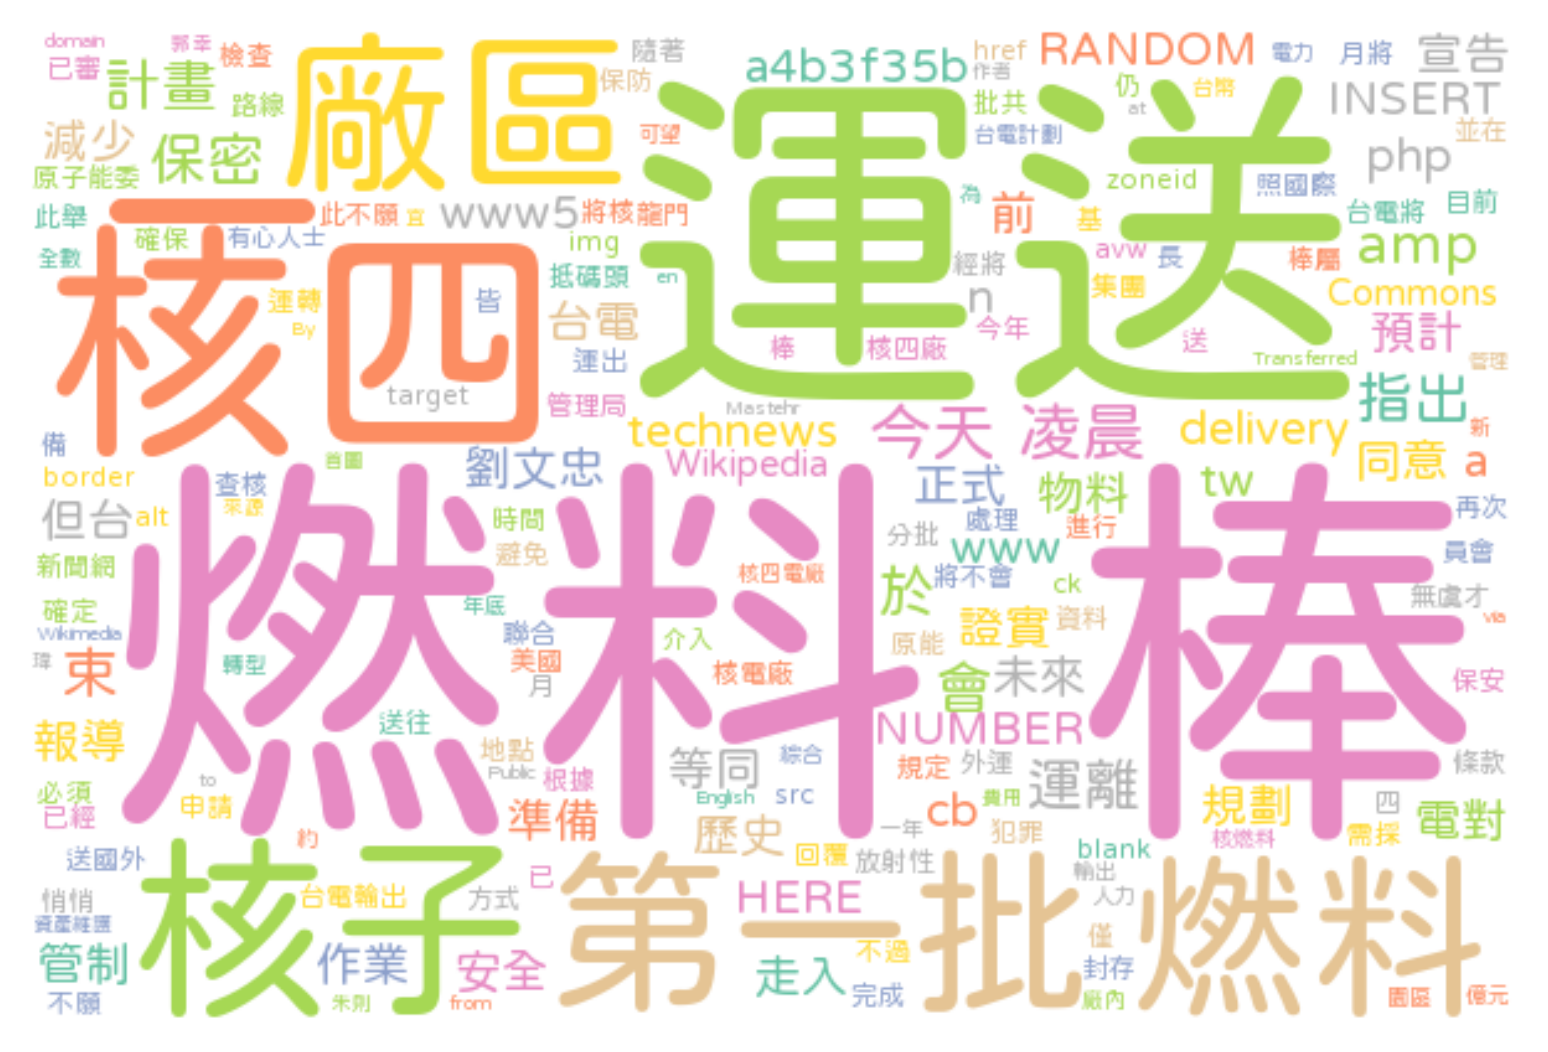 domain
已審
郭幸
檢查
計畫
路線
廠區
隨著
保防
a4b3f35b
href
作者
RANDOM
電力
月將
宣告
減少
保密
原子能委
可望
運送
批共
台電計劃
仍
at
台幣
INSERT
並在
php
此舉
此不願
宜
www5
將核
龍門
為
前
zoneid
照國際
基
台電將
目前
確保
有心人士
img
全數
核四
抵碼頭
en
經將
avw
長
棒屬
amp
運轉
By
皆
台電
n
集團
Commons
今年
預計
運出
棒
核四廠
送
Transferred
管理
target
管理局
Mastehr
指出
technews
今天
凌晨
delivery
新
備
首圖
劉文忠
Wikipedia
同意
a
border
查核
正式
物料
tw
來源
但台
alt
時間
分批
處理
進行
再次
www
新聞網
避免
員會
燃料棒
核四電廠
於
將不會
ck
無虞才
確定
年底
via
Wikimedia
聯合
介入
原能
證實
資料
瑋
束
轉型
美國
月
核電廠
會
未來
保安
送往
NUMBER
報導
地點
Public
根據
等同
綜合
規定
外運
運離
條款
必須
to
申請
English
src
費用
規劃
四
已經
準備
cb
電對
約
歷史
一年
犯罪
核燃料
需採
送國外
回覆
放射性
blank
輸出
核子
台電輸出
方式
已
第一批燃料
HERE
人力
悄悄
資產維護
僅
管制
作業
安全
不過
走入
封存
不願
朱則
from
完成
廠內
園區
億元